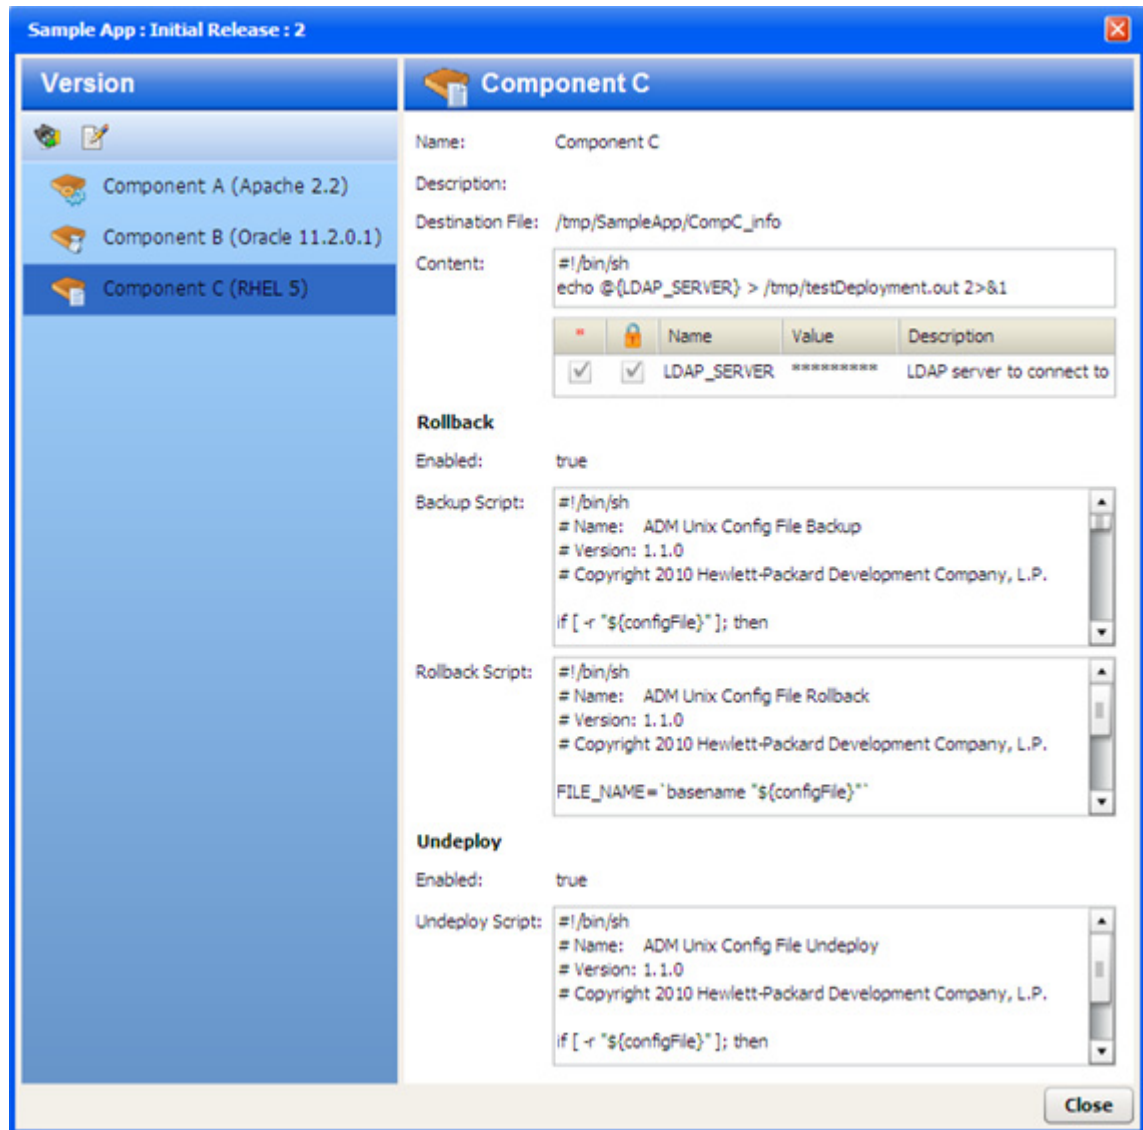 Sample App : Initial Release : 2
Version
Component A (Apache 2.2)
Component B (Oracle 11.2.0.1)
Component C (RHEL 5)
Component C
Name: Component C
Description:
Destination File: /tmp/SampleApp/CompC_info
Content: #!/bin/sh
echo @{LDAP_SERVER} > /tmp/testDeployment.out 2>&1
* Name Value Description
LDAP_SERVER ********* LDAP server to connect to
Rollback
Enabled: true
Backup Script: #!/bin/sh
# Name: ADM Unix Config File Backup
# Version: 1.1.0
# Copyright 2010 Hewlett-Packard Development Company, L.P.
if [ -r "${configFile}" ]; then
Rollback Script: #!/bin/sh
# Name: ADM Unix Config File Rollback
# Version: 1.1.0
# Copyright 2010 Hewlett-Packard Development Company, L.P.
FILE_NAME=`basename "${configFile}"`
Undeploy
Enabled: true
Undeploy Script: #!/bin/sh
# Name: ADM Unix Config File Undeploy
# Version: 1.1.0
# Copyright 2010 Hewlett-Packard Development Company, L.P.
if [ -r "${configFile}" ]; then
Close